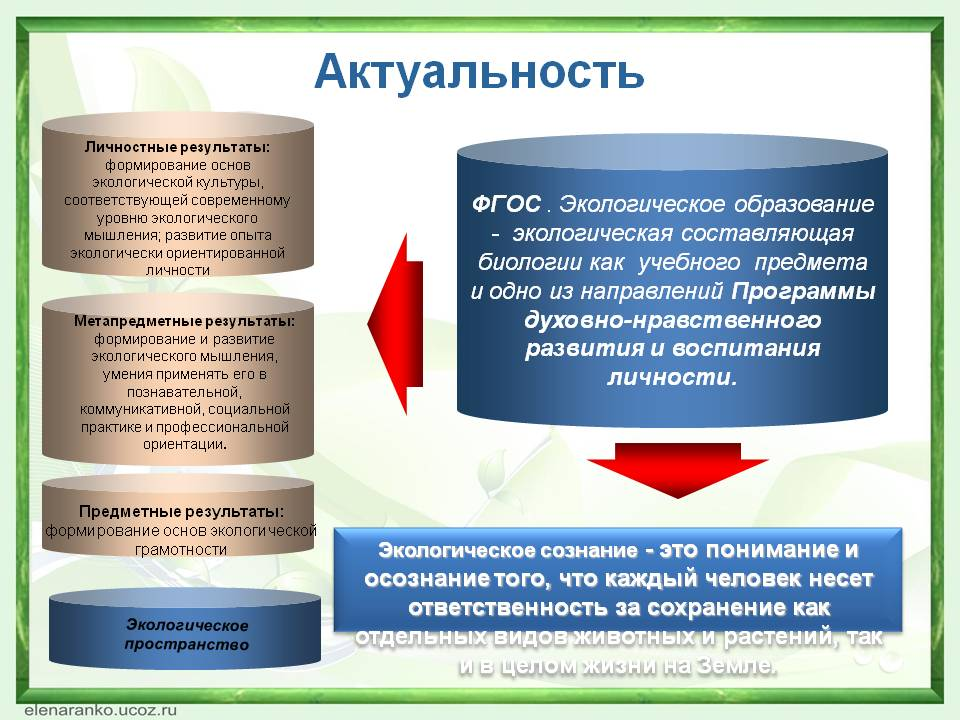 Актуальность
Личностные результаты:
формирование основ
экологической культуры,
соответствующей современному
уровню экологического
мышления; развитие опыта
экологически ориентированной
личности
Метапредметные результаты:
формирование и развитие
экологического мышления,
умения применять его в
познавательной,
коммуникативной, социальной
практике и профессиональной
ориентации.
Предметные результаты:
формирование основ экологической
грамотности
Экологическое
пространство
ФГОС . Экологическое образование
- экологическая составляющая
биологии как учебного предмета
и одно из направлений Программы
духовно-нравственного
развития и воспитания
личности.
Экологическое сознание - это понимание и
осознание того, что каждый человек несет
ответственность за сохранение как
отдельных видов животных и растений, так
и в целом жизни на Земле.
elenaranko.ucoz.ru